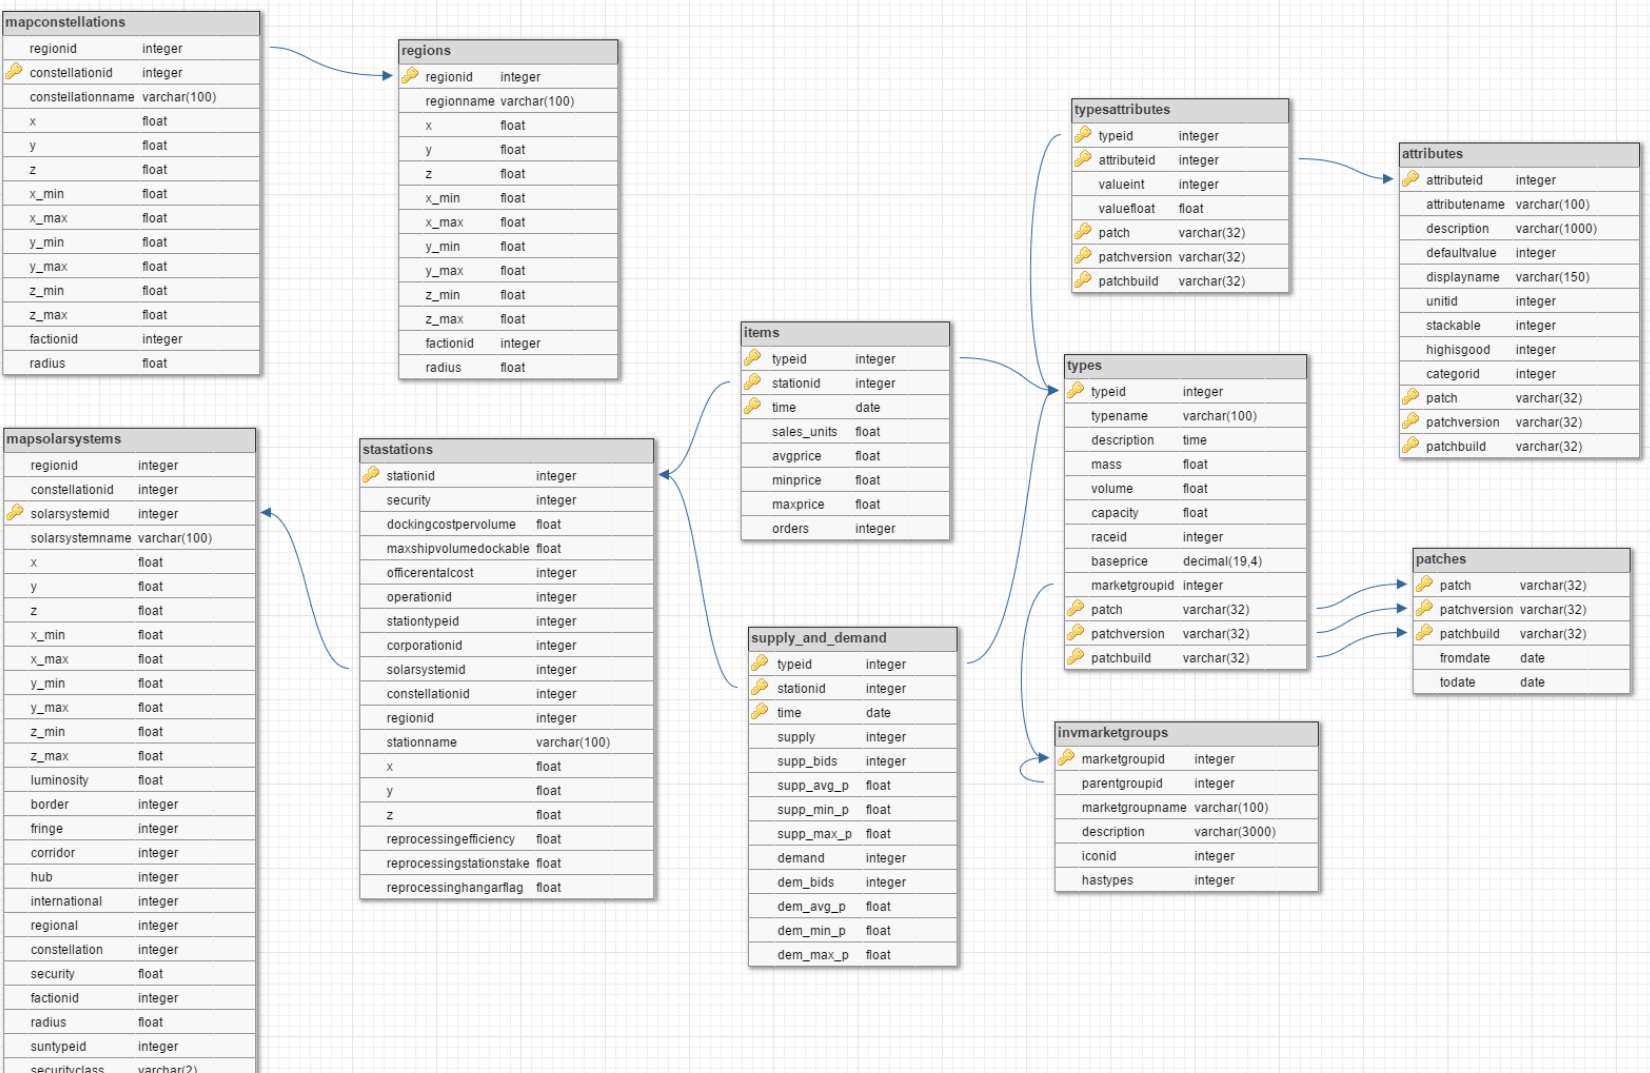 mapconstellations
regionid integer
constellationid integer
constellationname varchar(100)
x float
y float
z float
x_min float
x_max float
y_min float
y_max float
z_min float
z_max float
factionid integer
radius float
regions
regionid integer
regionname varchar(100)
x float
y float
z float
x_min float
x_max float
y_min float
y_max float
z_min float
z_max float
factionid integer
radius float
typesattributes
typeid integer
attributeid integer
valueint integer
valuefloat float
patch varchar(32)
patchversion varchar(32)
patchbuild varchar(32)
attributes
attributeid integer
attributename varchar(100)
description varchar(1000)
defaultvalue integer
displayname varchar(150)
unitid integer
stackable integer
highisgood integer
categorid integer
patch varchar(32)
patchversion varchar(32)
patchbuild varchar(32)
items
typeid integer
stationid integer
time date
sales_units float
avgprice float
minprice float
maxprice float
orders integer
types
typeid integer
typename varchar(100)
description time
mass float
volume float
capacity float
raceid integer
baseprice decimal(19,4)
marketgroupid integer
patch varchar(32)
patchversion varchar(32)
patchbuild varchar(32)
mapsolarsystems
regionid integer
constellationid integer
solarsystemid integer
solarsystemname varchar(100)
x float
y float
z float
x_min float
x_max float
y_min float
y_max float
z_min float
z_max float
luminosity float
border integer
fringe integer
corridor integer
hub integer
international integer
regional integer
constellation integer
security float
factionid integer
radius float
suntypeid integer
securityclass varchar(2)
stastations
stationid integer
security integer
dockingcostpervolume float
maxshipvolumedockable float
officerentalcost integer
operationid integer
stationtypeid integer
corporationid integer
solarsystemid integer
constellationid integer
regionid integer
stationname varchar(100)
x float
y float
z float
reprocessingefficiency float
reprocessingstationstake float
reprocessinghangarflag float
patches
patch varchar(32)
patchversion varchar(32)
patchbuild varchar(32)
fromdate date
todate date
supply_and_demand
typeid integer
stationid integer
time date
supply integer
supp_bids integer
supp_avg_p float
supp_min_p float
supp_max_p float
demand integer
dem_bids integer
dem_avg_p float
dem_min_p float
dem_max_p float
invmarketgroups
marketgroupid integer
parentgroupid integer
marketgroupname varchar(100)
description varchar(3000)
iconid integer
hastypes integer